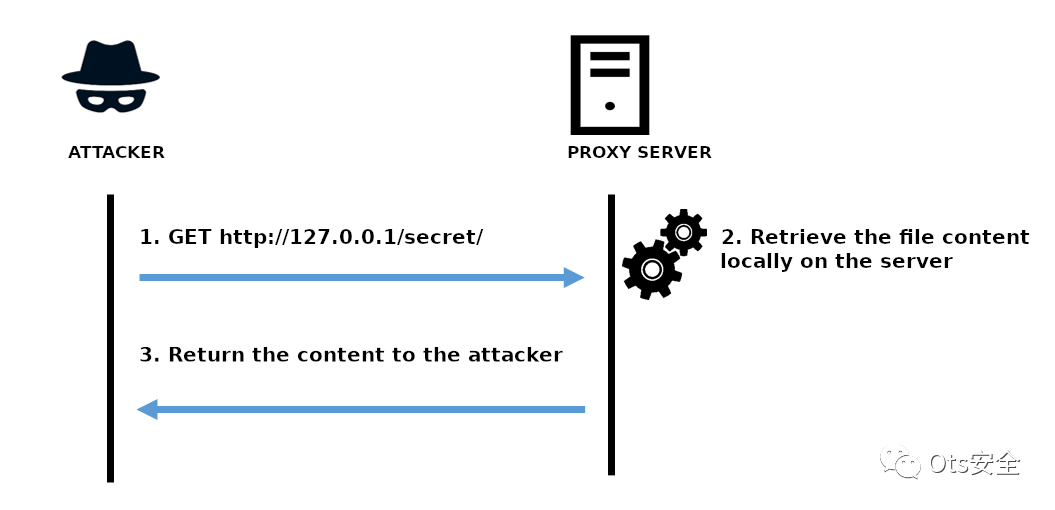 ATTACKER
PROXY SERVER
1. GET http://127.0.0.1/secret/
2. Retrieve the file content
locally on the server
3. Return the content to the attacker
Ots安全